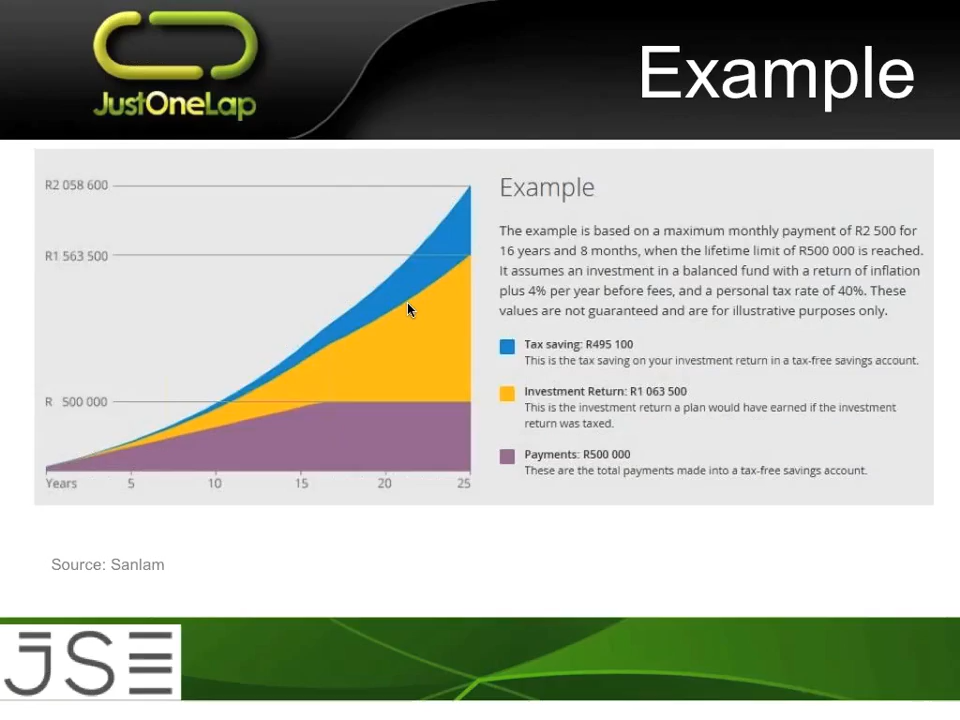 JustOneLap
Example
R2 058 600
R1 563 500
R 500 000
Years 5 10 15 20 25
Example
The example is based on a maximum monthly payment of R2 500 for
16 years and 8 months, when the lifetime limit of R500 000 is reached.
It assumes an investment in a balanced fund with a return of inflation
plus 4% per year before fees, and a personal tax rate of 40%. These
values are not guaranteed and are for illustrative purposes only.
Tax saving: R495 100
This is the tax saving on your investment return in a tax-free savings account.
Investment Return: R1 063 500
This is the investment return a plan would have earned if the investment
return was taxed.
Payments: R500 000
These are the total payments made into a tax-free savings account.
Source: Sanlam
JSE